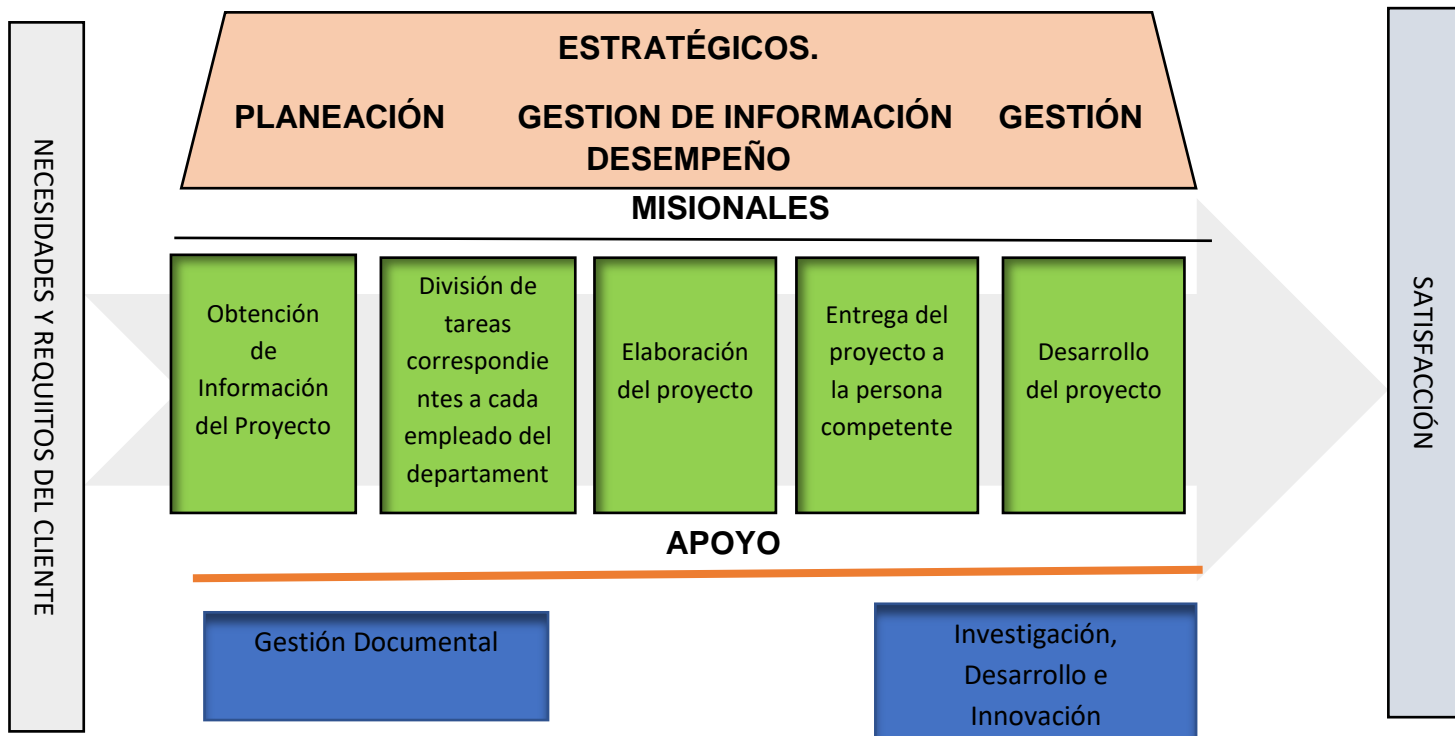 NECESIDADES Y REQUIITOS DEL CLIENTE
ESTRATÉGICOS.
PLANEACIÓN GESTION DE INFORMACIÓN GESTIÓN
DESEMPEÑO
MISIONALES
Obtención
de
Información
del Proyecto
División de
tareas
correspondie
ntes a cada
empleado del
departament
Elaboración
del proyecto
Entrega del
proyecto a
la persona
competente
Desarrollo
del proyecto
APOYO
Gestión Documental
Investigación,
Desarrollo e
Innovación
SATISFACCIÓN